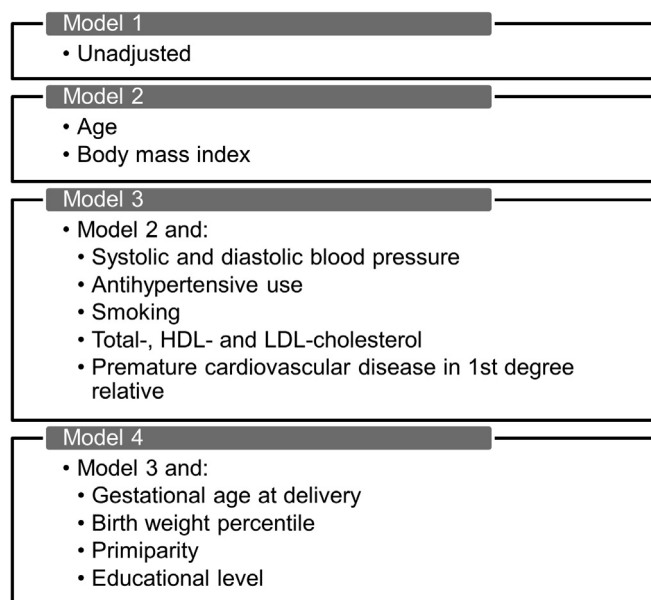 Model 1
• Unadjusted
Model 2
• Age
• Body mass index
Model 3
• Model 2 and:
• Systolic and diastolic blood pressure
• Antihypertensive use
• Smoking
• Total-, HDL- and LDL-cholesterol
• Premature cardiovascular disease in 1st degree
relative
Model 4
• Model 3 and:
• Gestational age at delivery
• Birth weight percentile
• Primiparity
• Educational level